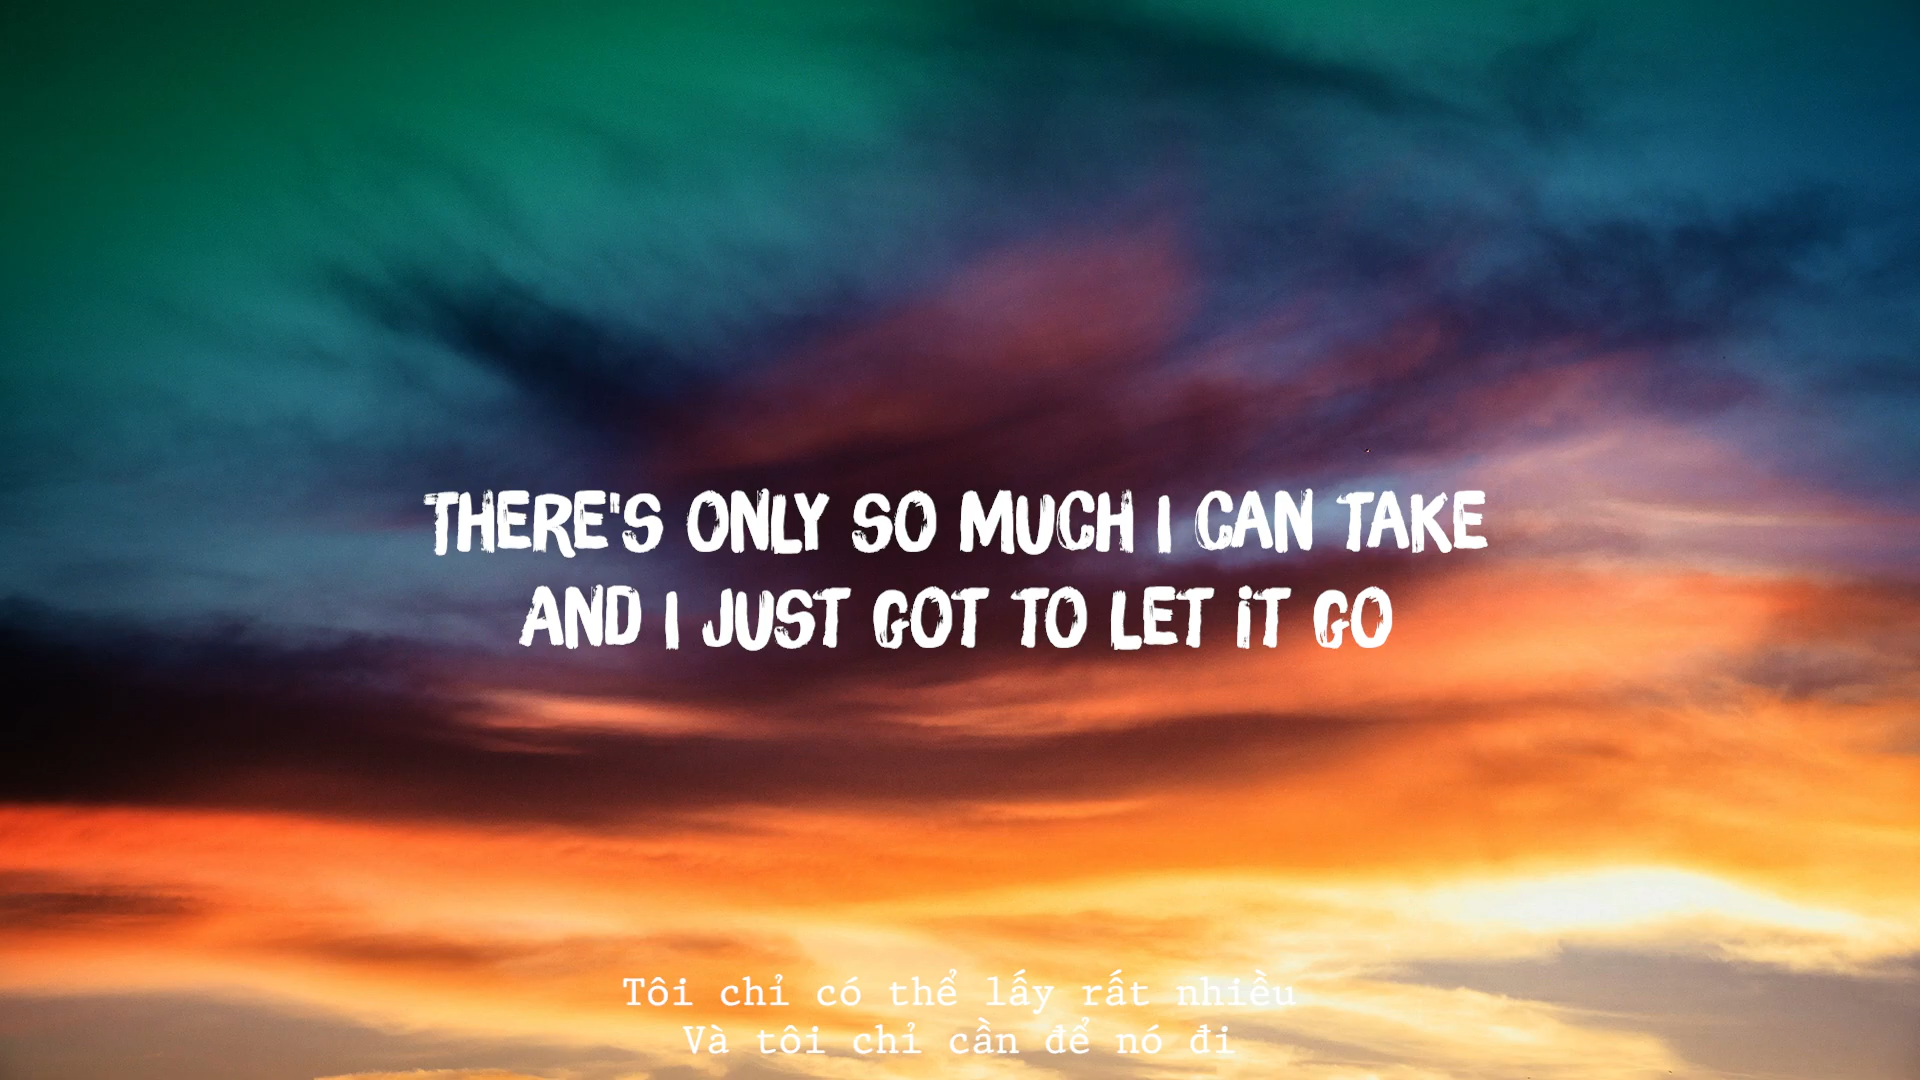 THERE'S ONLY SO MUCH I CAN TAKE
AND I JUST GOT TO LET iT GO
Tôi chỉ có thể lấy rất nhiều
Và tôi chỉ cần để nó đi